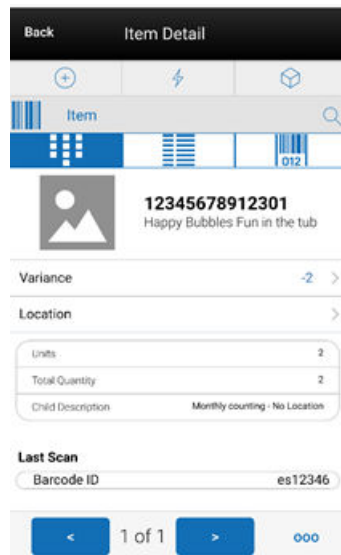 Back Item Detail
Item
012
12345678912301
Happy Bubbles Fun in the tub
Variance -2 >
Location >
Units 2
Total Quantity 2
Child Description Monthly counting - No Location
Last Scan
Barcode ID es12346
< 1 of 1 > ooo